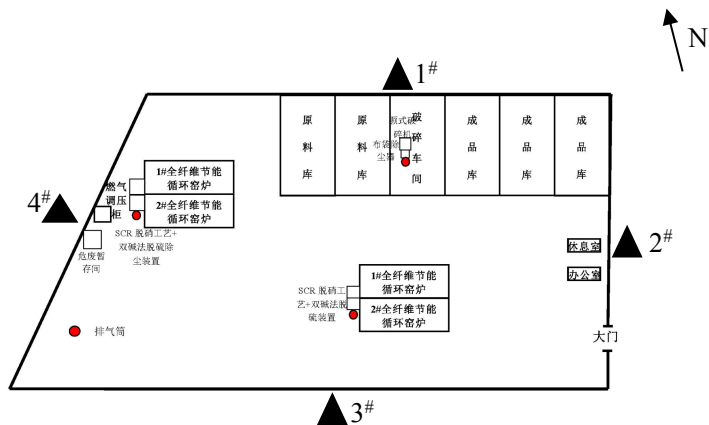 N
1#
原料库
原料库
破碎车间
成品库
成品库
成品库
颚式破
碎机
布袋除
尘器
1#全纤维节能
循环窑炉
2#全纤维节能
循环窑炉
燃气
调压
柜
4#
SCR 脱硝工艺+
双碱法脱硫除
尘装置
危废暂
存间
2#
休息室
办公室
1#全纤维节能
循环窑炉
2#全纤维节能
循环窑炉
SCR 脱硝工
艺+双碱法脱
硫装置
排气筒
大门
3#